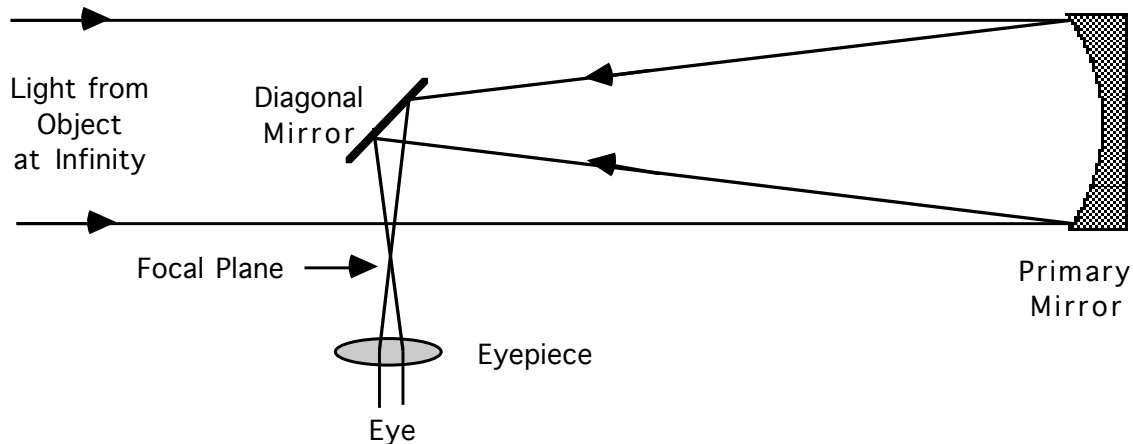 Light from
Object
at Infinity
Diagonal
Mirror
Focal Plane
Primary
Mirror
Eyepiece
Eye